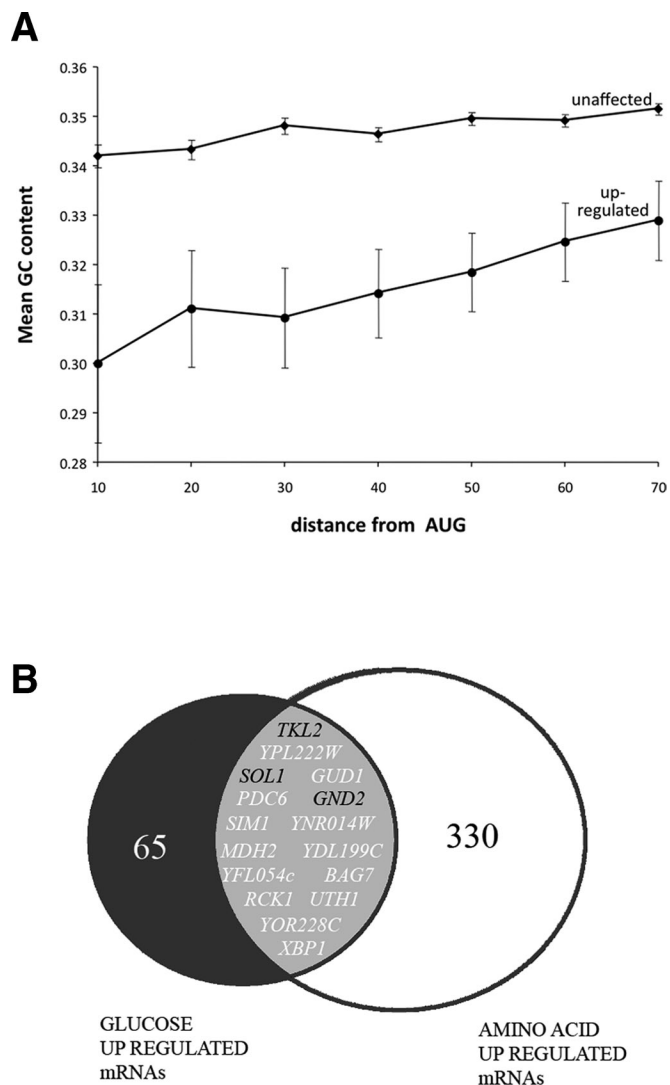 A
0.36
0.35
0.34
0.33
0.32
0.31
0.30
0.29
0.28
Mean GC content
unaffected
up-
regulated
10 20 30 40 50 60 70
distance from AUG
B
TKL2
YPL222W
SOL1 GUD1
PDC6 GND2
SIM1 YNR014W
65
330
MDH2 YDL199C
YFL054c BAG7
RCK1 UTH1
YOR228C
XBP1
GLUCOSE
UP REGULATED
mRNAs
AMINO ACID
UP REGULATED
mRNAs